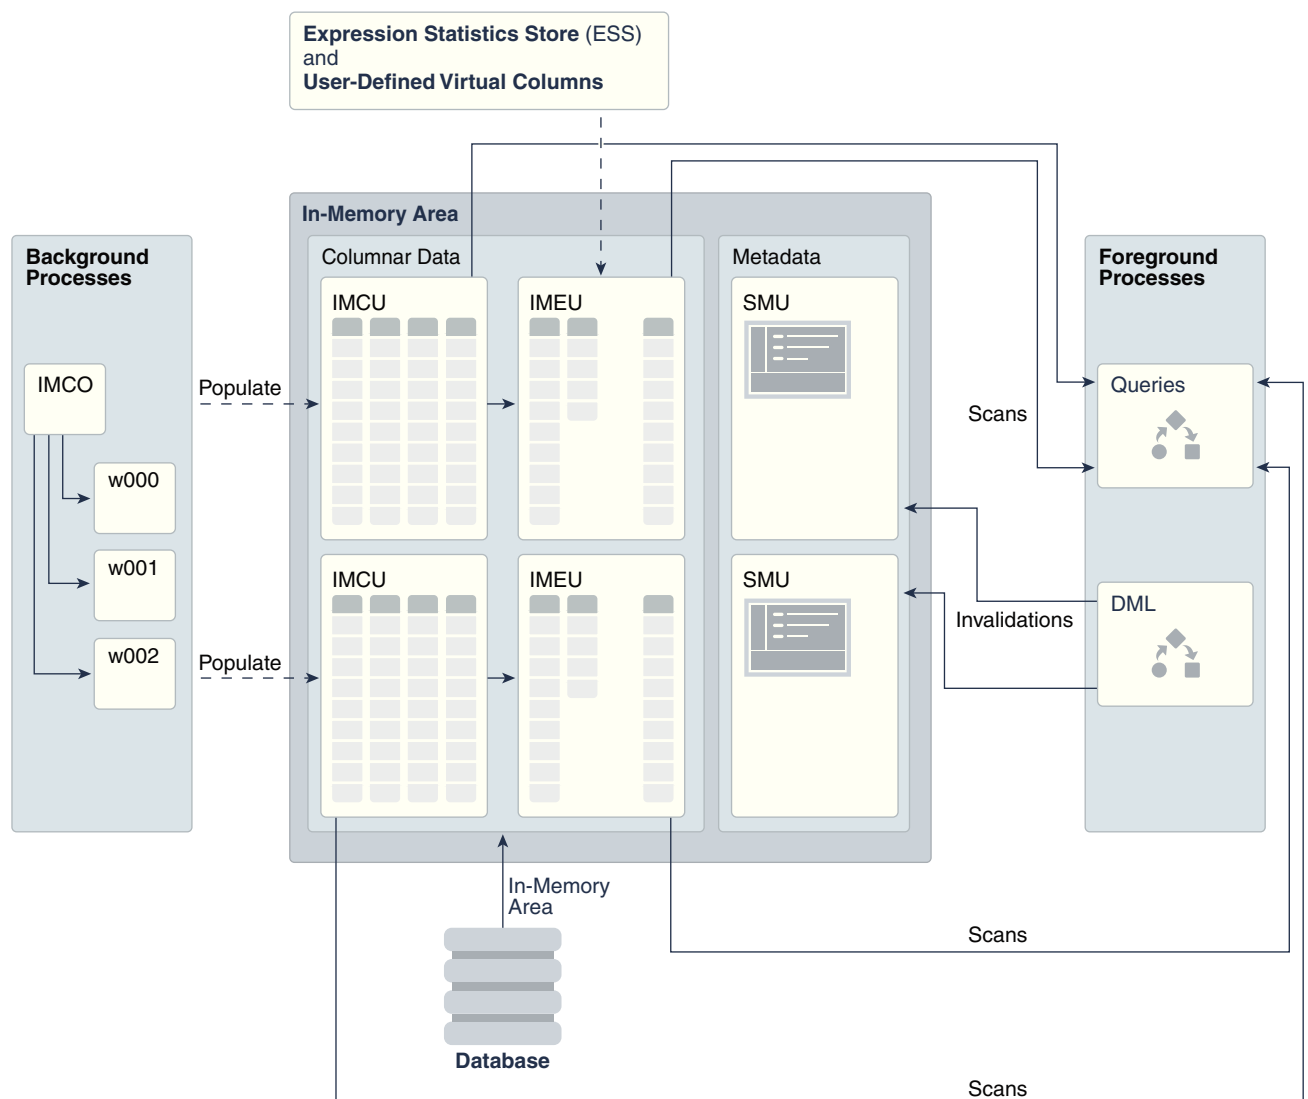 Expression Statistics Store (ESS)
and
User-Defined Virtual Columns
In-Memory Area
Background
Processes
Columnar Data
Metadata
Foreground
Processes
IMCU
IMEU
SMU
IMCO
Populate
Queries
Scans
w000
w001
IMCU
IMEU
SMU
DML
Invalidations
w002
Populate
In-Memory
Area
Scans
Database
Scans